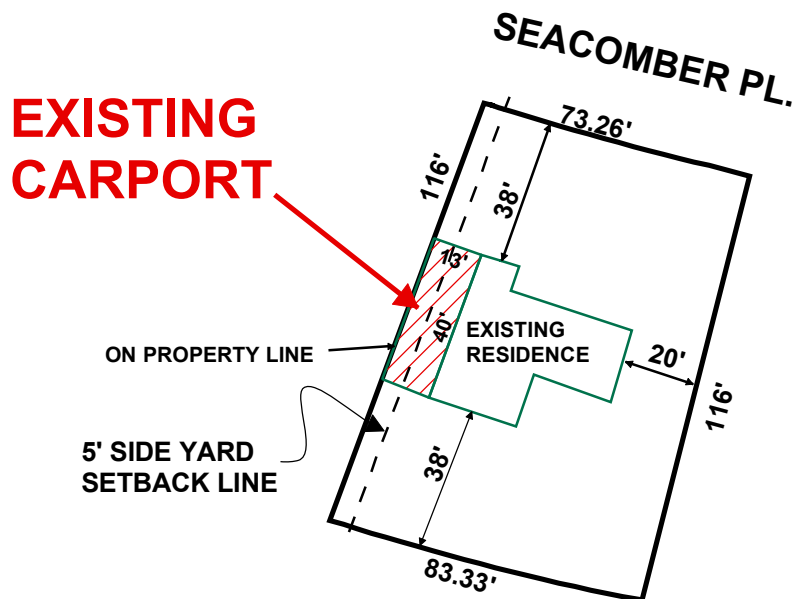 SEACOMBER PL.
EXISTING
CARPORT
73.26'
116'
38'
13'
40'
EXISTING
RESIDENCE
ON PROPERTY LINE
20'
116'
5' SIDE YARD
SETBACK LINE
38'
83.33'